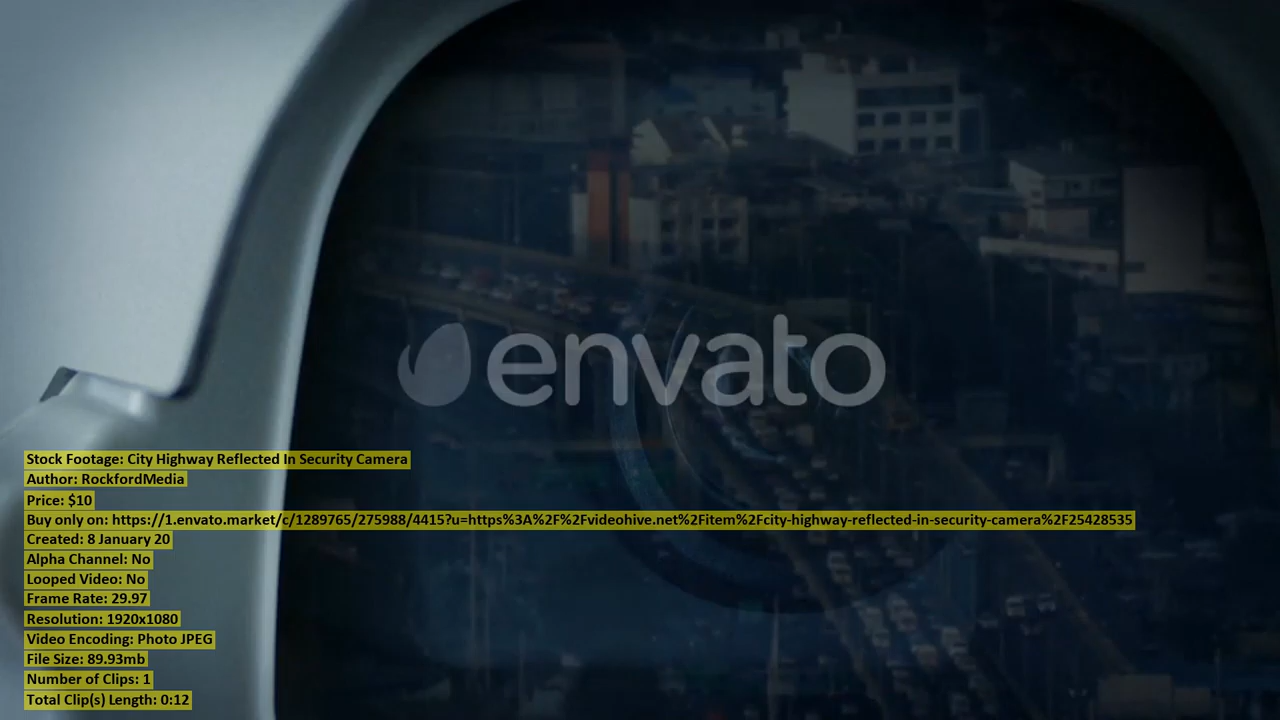 envato
Stock Footage: City Highway Reflected In Security Camera
Author: RockfordMedia
Price: $10
Buy only on: https://1.envato.market/c/1289765/275988/4415?u=https%3A%2F%2Fvideohive.net%2Fitem%2Fcity-highway-reflected-in-security-camera%2F25428535
Created: 8 January 20
Alpha Channel: No
Looped Video: No
Frame Rate: 29.97
Resolution: 1920x1080
Video Encoding: Photo JPEG
File Size: 89.93mb
Number of Clips: 1
Total Clip(s) Length: 0:12